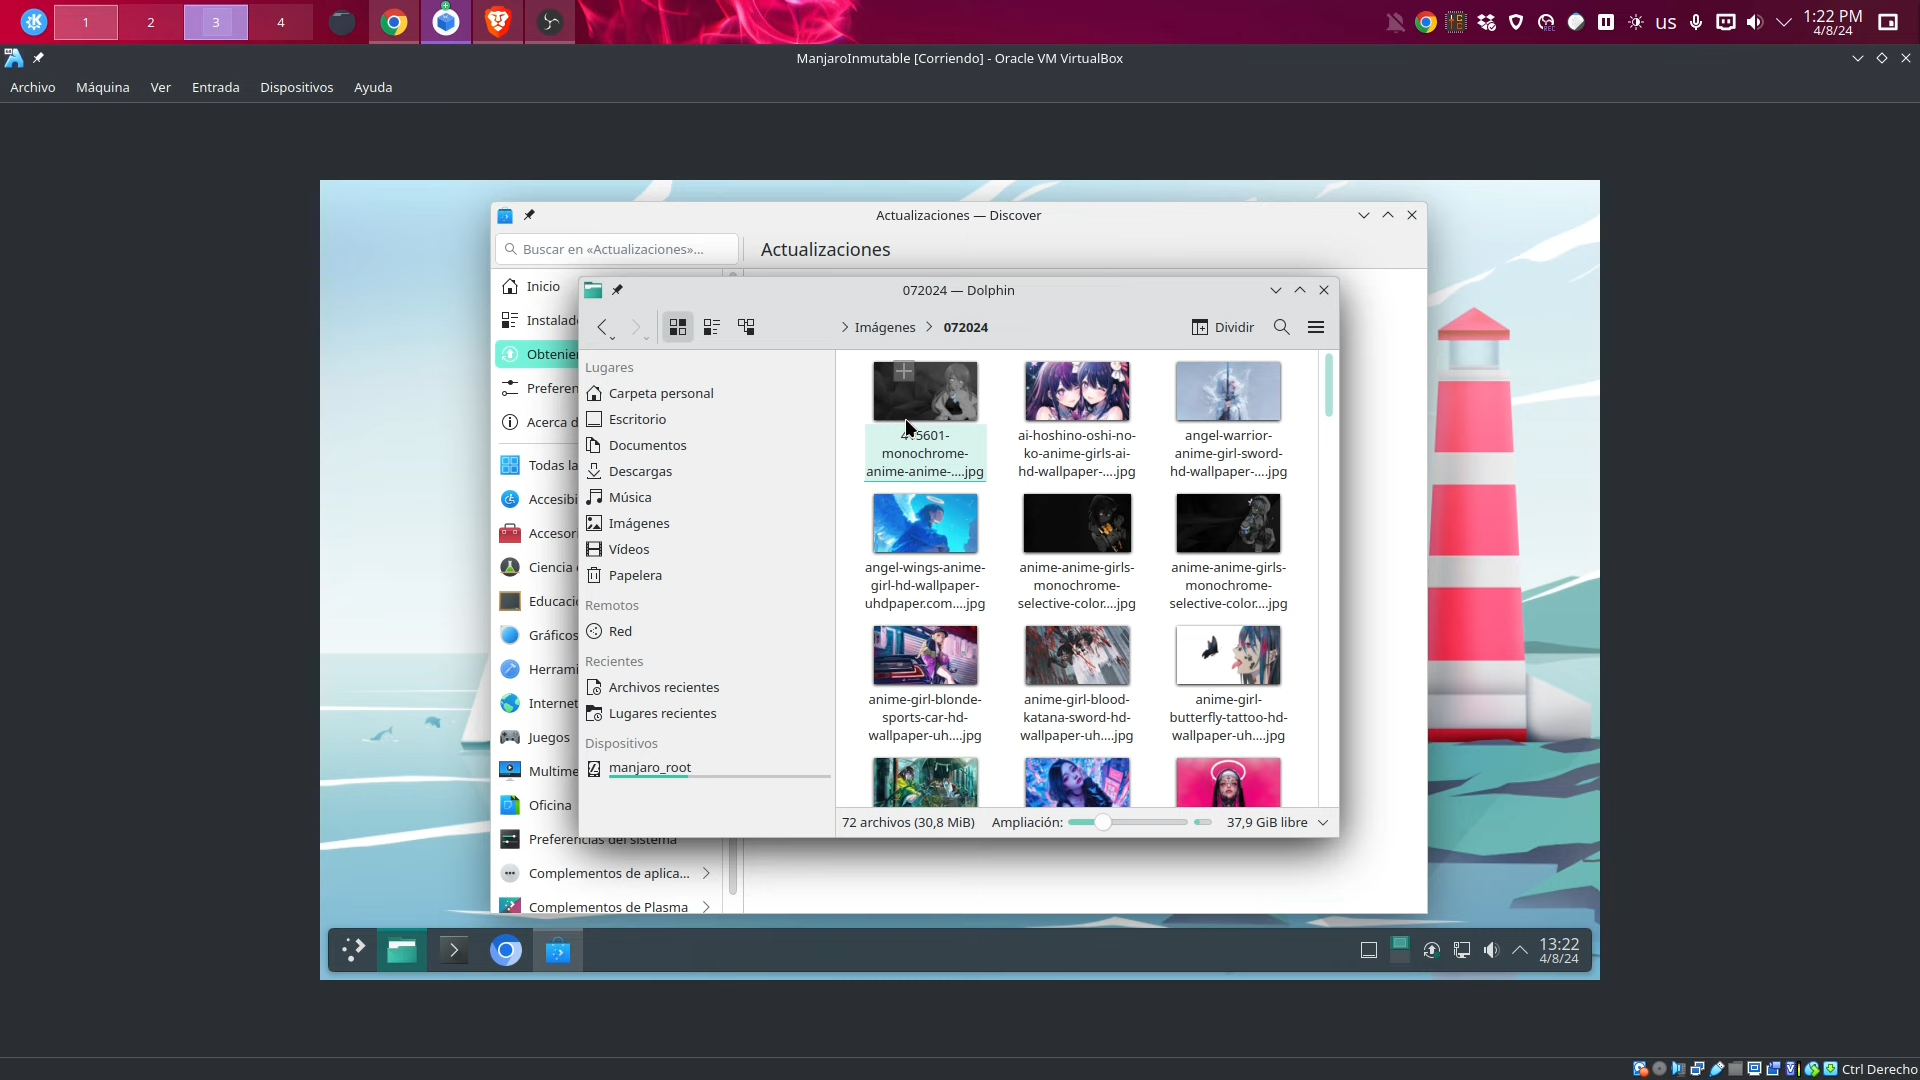 1
2
3
4
us
1:22 PM
4/8/24
ManjaroInmutable [Corriendo] - Oracle VM VirtualBox
Archivo Máquina Ver Entrada Dispositivos Ayuda
Actualizaciones — Discover
Buscar en «Actualizaciones»...
Actualizaciones
Inicio
Instalad
Obtener
Preferen
Acerca d
Todas la
Accesibi
Accesor
Ciencia
Educaci
Gráficos
Herrami
Internet
Juegos
Multime
Oficina
Preferencias del sistema
Complementos de aplica...
Complementos de Plasma
072024 — Dolphin
Imágenes
072024
Dividir
Lugares
Carpeta personal
Escritorio
Documentos
Descargas
Música
Imágenes
Vídeos
Papelera
Remotos
Red
Recientes
Archivos recientes
Lugares recientes
Dispositivos
manjaro_root
monochrome-
anime-anime-....jpg
ai-hoshino-oshi-no-
ko-anime-girls-ai-
hd-wallpaper-....jpg
angel-warrior-
anime-girl-sword-
hd-wallpaper-....jpg
angel-wings-anime-
girl-hd-wallpaper-
uhdpaper.com....jpg
anime-anime-girls-
monochrome-
selective-color....jpg
anime-anime-girls-
monochrome-
selective-color....jpg
anime-girl-blonde-
sports-car-hd-
wallpaper-uh....jpg
anime-girl-blood-
katana-sword-hd-
wallpaper-uh....jpg
anime-girl-
butterfly-tattoo-hd-
wallpaper-uh....jpg
72 archivos (30,8 MiB)
Ampliación:
37,9 GiB libre
13:22
4/8/24
Ctrl Derecho